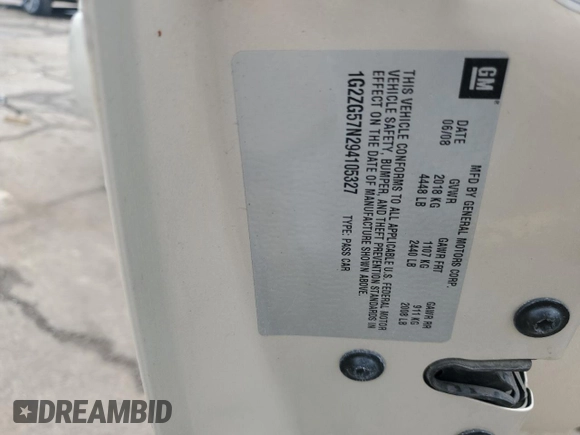 GM
MFD BY GENERAL MOTORS CORP.
DATE GVWR GAWR FRT GAWR RR
06/08 2018 KG 1107 KG 911 KG
4448 LB 2440 LB 2008 LB
THIS VEHICLE CONFORMS TO ALL APPLICABLE U.S. FEDERAL MOTOR
VEHICLE SAFETY, BUMPER, AND THEFT PREVENTION STANDARDS IN
EFFECT ON THE DATE OF MANUFACTURE SHOWN ABOVE.
1G2ZG57N294105327 TYPE: PASS CAR
DREAMBID